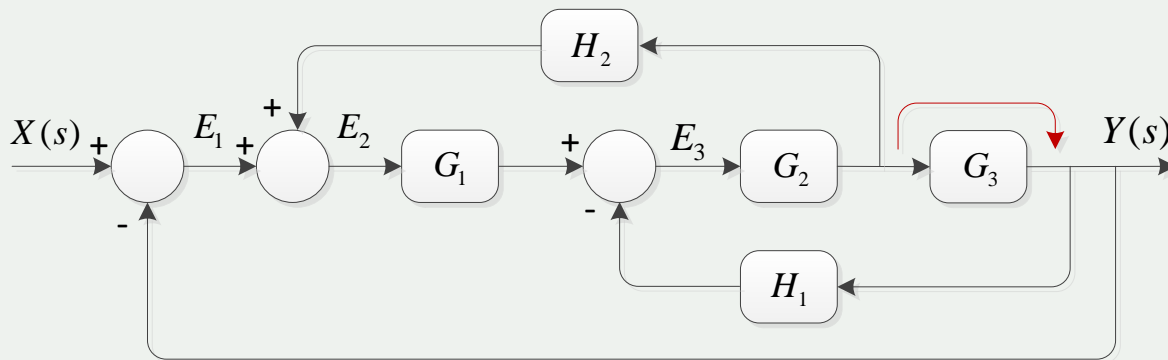 H₂
X(s) + E₁ + + E₂ G₁ + E₃ G₂ G₃ Y(s)
- -
H₁